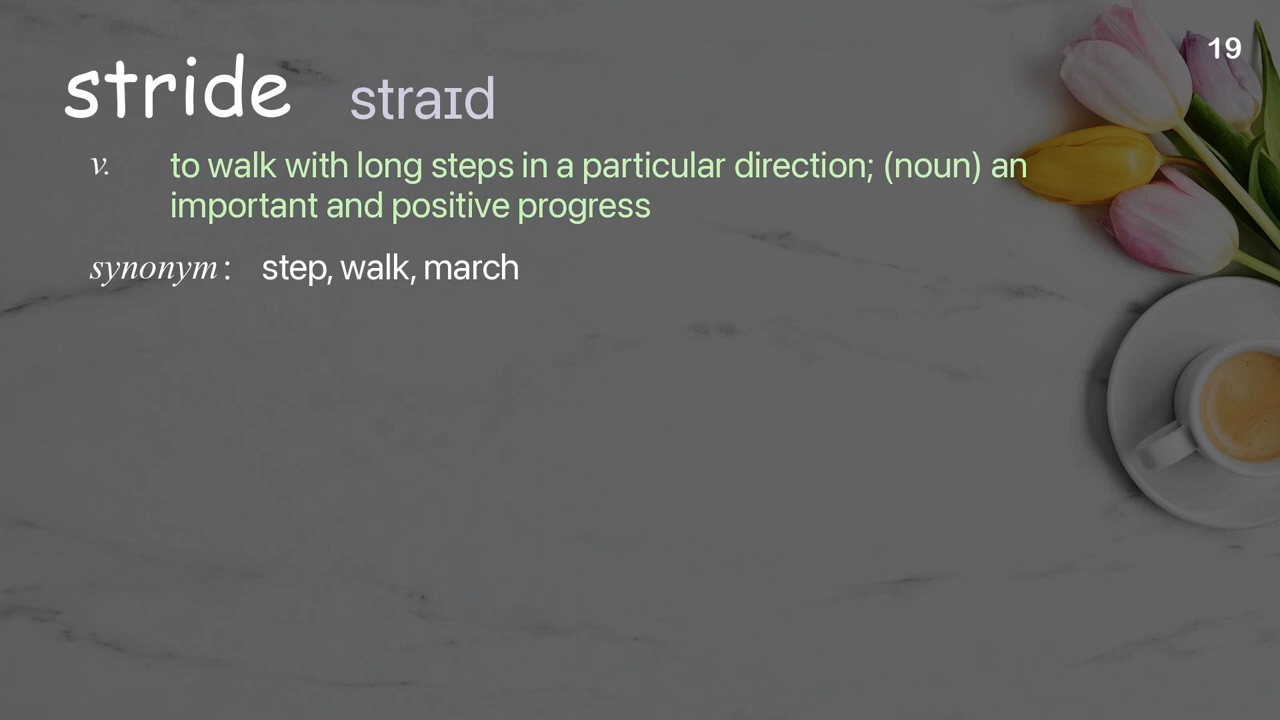 19
stride straɪd
v. to walk with long steps in a particular direction; (noun) an
important and positive progress
synonym: step, walk, march